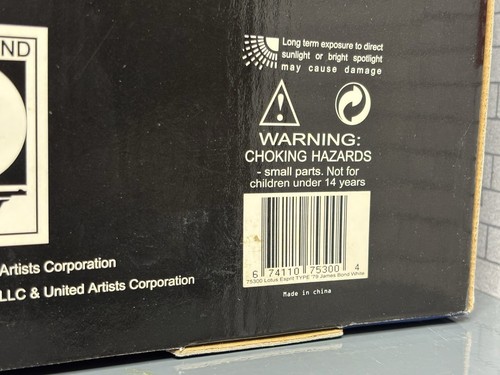 ND
Long term exposure to direct
sunlight or bright spotlight
may cause damage
!
WARNING:
CHOKING HAZARDS
- small parts. Not for
children under 14 years
6 74110 75300 4
75300 Lotus Esprit TYPE '79 James Bond White
Made in china
Artists Corporation
LLC & United Artists Corporation